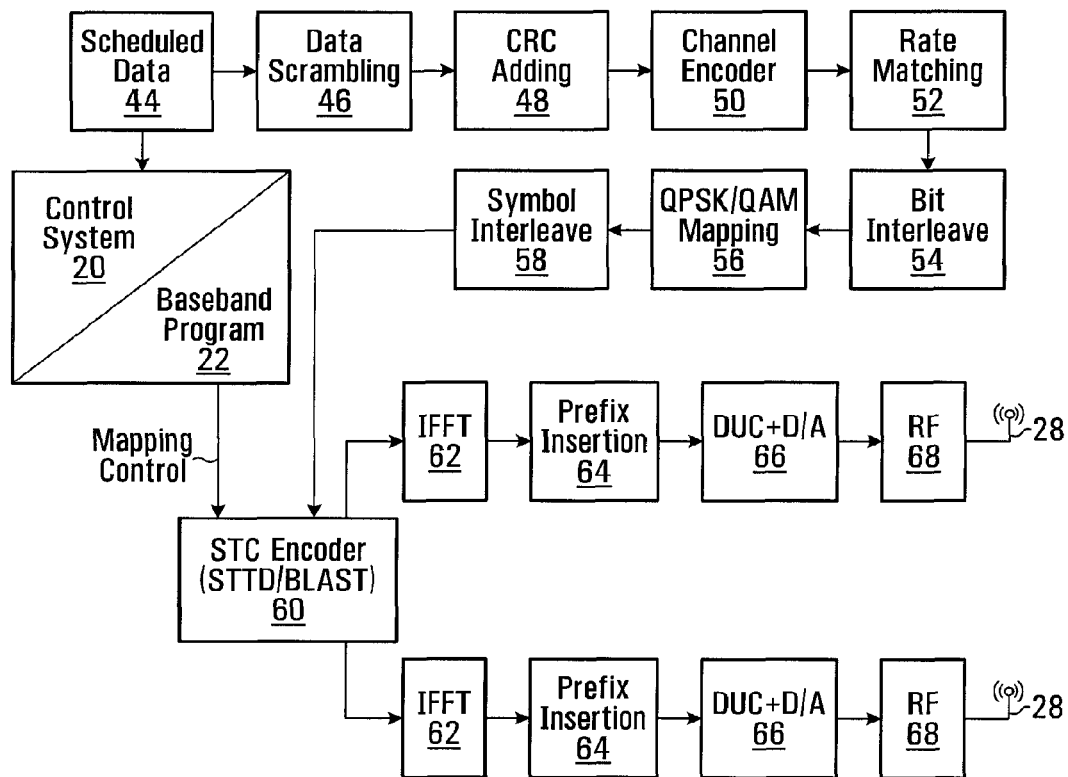 Scheduled
Data
44
Data
Scrambling
46
CRC
Adding
48
Channel
Encoder
50
Rate
Matching
52
Control
System
20
Baseband
Program
22
Symbol
Interleave
58
QPSK/QAM
Mapping
56
Bit
Interleave
54
Mapping
Control
IFFT
62
Prefix
Insertion
64
DUC+D/A
66
RF
68
28
STC Encoder
(STTD/BLAST)
60
IFFT
62
Prefix
Insertion
64
DUC+D/A
66
RF
68
28